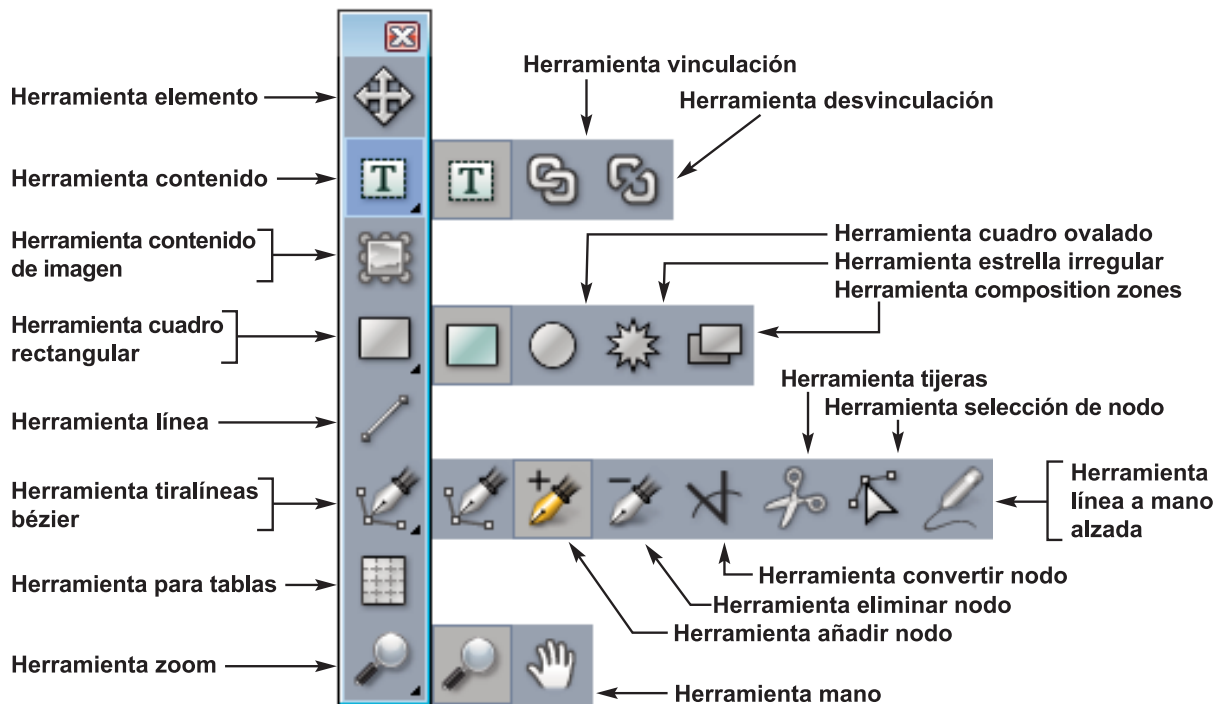 Herramienta vinculación
Herramienta desvinculación
Herramienta elemento
Herramienta contenido
T
T
Herramienta contenido
de imagen
Herramienta cuadro ovalado
Herramienta estrella irregular
Herramienta composition zones
Herramienta cuadro
rectangular
Herramienta tijeras
Herramienta selección de nodo
Herramienta línea
Herramienta tiralíneas
bézier
Herramienta
línea a mano
alzada
Herramienta convertir nodo
Herramienta eliminar nodo
Herramienta añadir nodo
Herramienta para tablas
Herramienta zoom
Herramienta mano